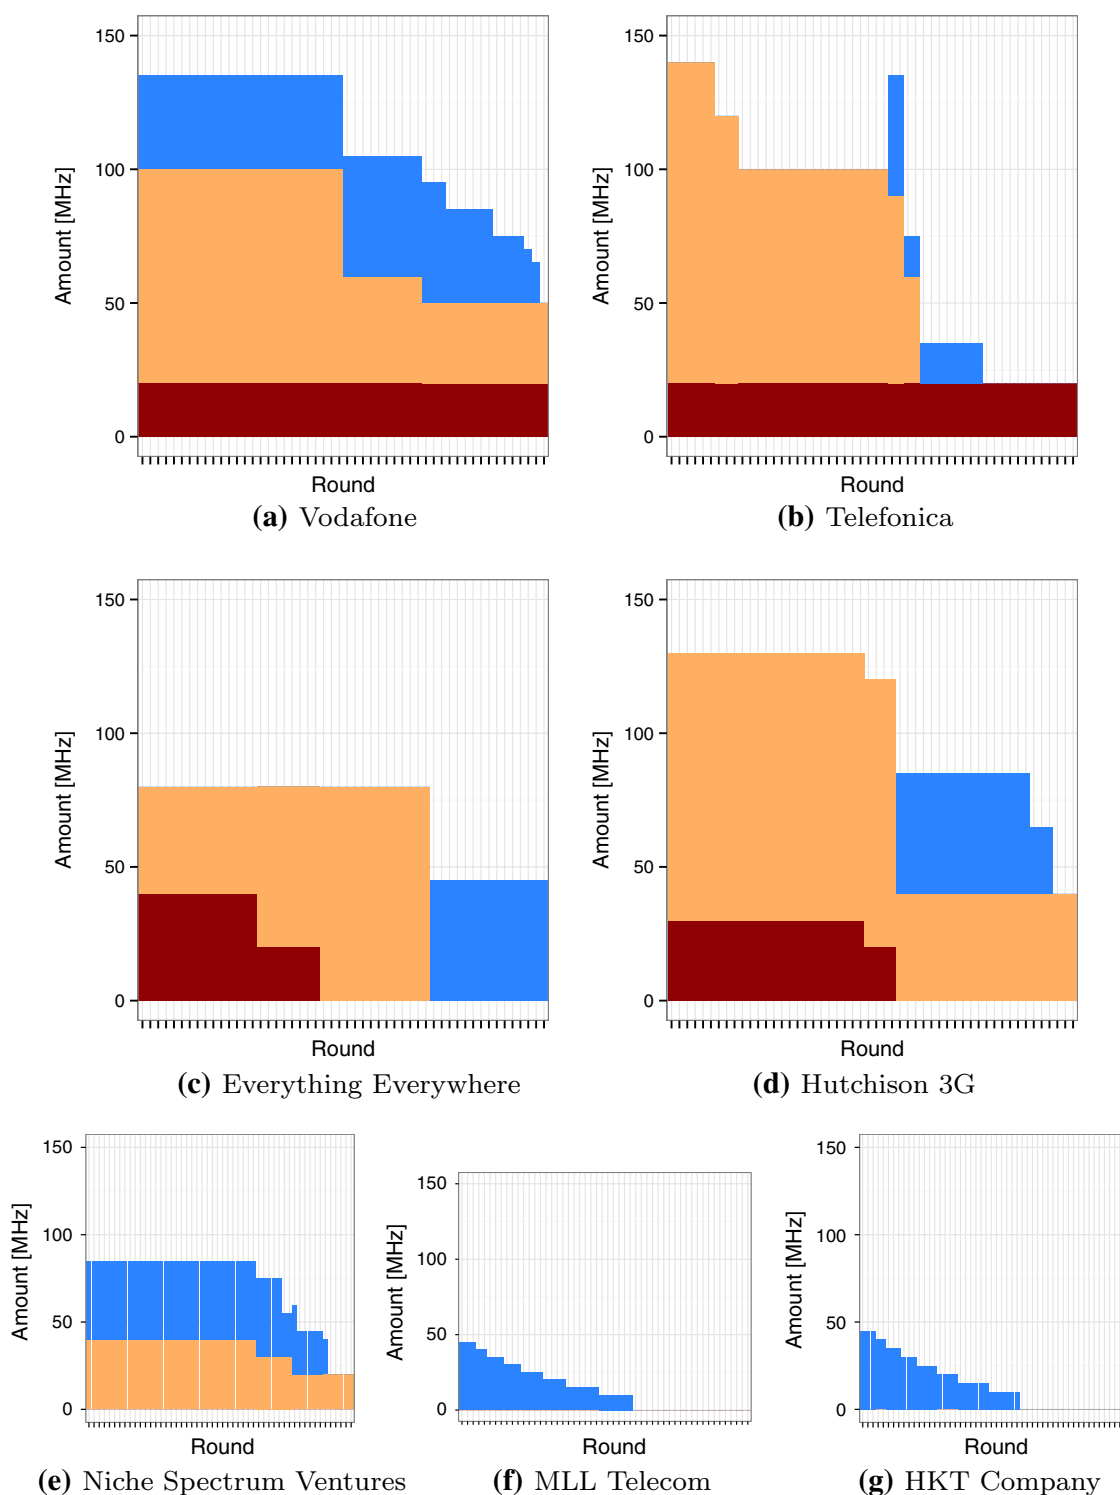 150
100
50
0
Amount [MHz]
Round
(a) Vodafone
150
100
50
0
Amount [MHz]
Round
(b) Telefonica
150
100
50
0
Amount [MHz]
Round
(c) Everything Everywhere
150
100
50
0
Amount [MHz]
Round
(d) Hutchison 3G
150
100
50
0
Amount [MHz]
Round
(e) Niche Spectrum Ventures
150
100
50
0
Amount [MHz]
Round
(f) MLL Telecom
150
100
50
0
Amount [MHz]
Round
(g) HKT Company